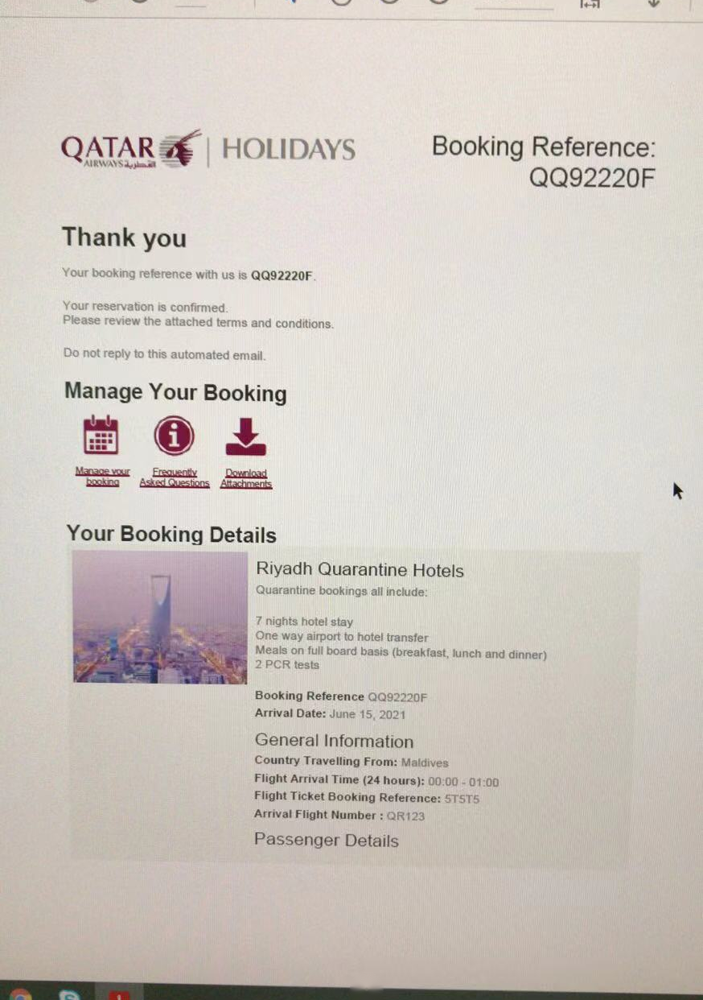 QATAR
AIRWAYS القطرية
HOLIDAYS
Booking Reference:
QQ92220F
Thank you
Your booking reference with us is QQ92220F.
Your reservation is confirmed.
Please review the attached terms and conditions.
Do not reply to this automated email.
Manage Your Booking
Manage your
booking
Frequently
Asked Questions
Download
Attachments
Your Booking Details
Riyadh Quarantine Hotels
Quarantine bookings all include:
7 nights hotel stay
One way airport to hotel transfer
Meals on full board basis (breakfast, lunch and dinner)
2 PCR tests
Booking Reference QQ92220F
Arrival Date: June 15, 2021
General Information
Country Travelling From: Maldives
Flight Arrival Time (24 hours): 00:00 - 01:00
Flight Ticket Booking Reference: 5T5T5
Arrival Flight Number : QR123
Passenger Details